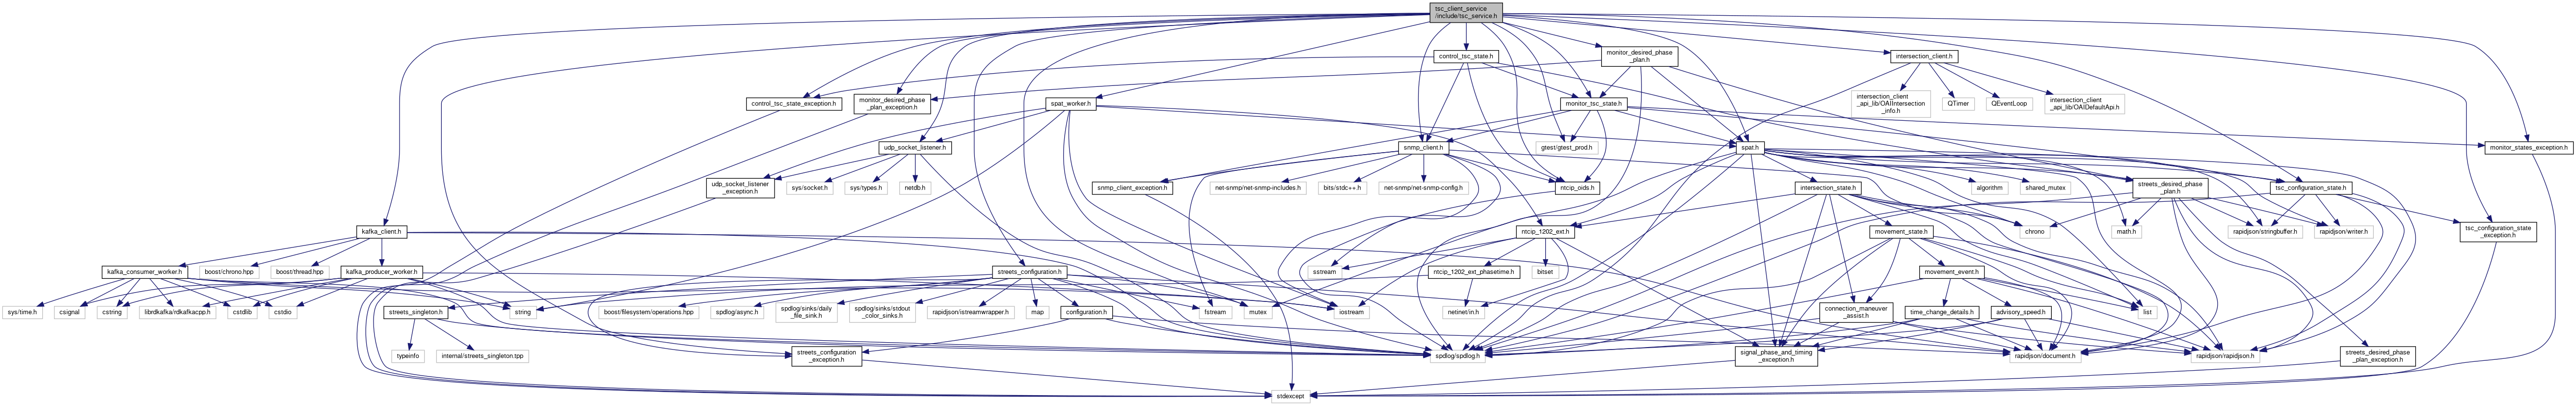 tsc_client_service
/include/tsc_service.h
control_tsc_state.h
monitor_desired_phase
_plan.h
intersection_client.h
control_tsc_state_exception.h
monitor_desired_phase
_plan_exception.h
spat_worker.h
monitor_tsc_state.h
intersection_client
_api_lib/OAIIntersection
_info.h
QTimer
QEventLoop
intersection_client
_api_lib/OAIDefaultApi.h
udp_socket_listener.h
snmp_client.h
gtest/gtest_prod.h
spat.h
monitor_states_exception.h
udp_socket_listener
_exception.h
sys/socket.h
sys/types.h
netdb.h
snmp_client_exception.h
net-snmp/net-snmp-includes.h
bits/stdc++.h
net-snmp/net-snmp-config.h
ntcip_oids.h
intersection_state.h
algorithm
shared_mutex
streets_desired_phase
_plan.h
tsc_configuration_state.h
kafka_client.h
ntcip_1202_ext.h
movement_state.h
chrono
math.h
rapidjson/stringbuffer.h
rapidjson/writer.h
tsc_configuration_state
_exception.h
kafka_consumer_worker.h
boost/chrono.hpp
boost/thread.hpp
kafka_producer_worker.h
streets_configuration.h
sstream
ntcip_1202_ext_phasetime.h
bitset
movement_event.h
sys/time.h
csignal
cstring
librdkafka/rdkafkacpp.h
cstdlib
cstdio
streets_singleton.h
string
boost/filesystem/operations.hpp
spdlog/async.h
spdlog/sinks/daily
_file_sink.h
spdlog/sinks/stdout
_color_sinks.h
rapidjson/istreamwrapper.h
map
configuration.h
fstream
mutex
iostream
netinet/in.h
connection_maneuver
_assist.h
time_change_details.h
advisory_speed.h
list
typeinfo
internal/streets_singleton.tpp
streets_configuration
_exception.h
spdlog/spdlog.h
signal_phase_and_timing
_exception.h
rapidjson/document.h
rapidjson/rapidjson.h
streets_desired_phase
_plan_exception.h
stdexcept